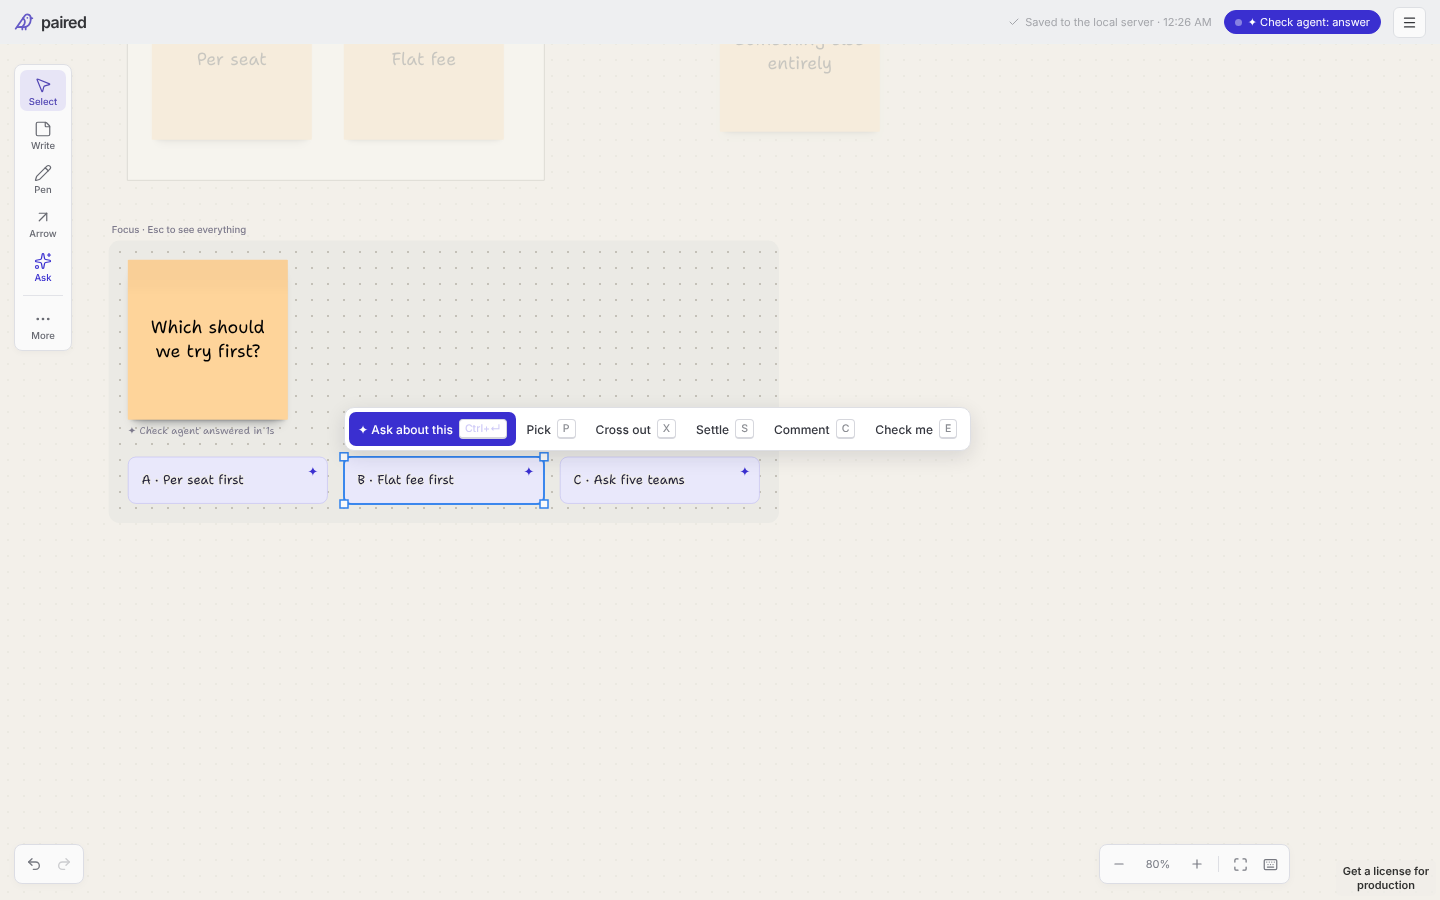 paired
Saved to the local server · 12:26 AM
✦ Check agent: answer
Select
Write
Pen
Arrow
Ask
More
Per seat
Flat fee
Something else
entirely
Focus · Esc to see everything
Which should
we try first?
✦ Check agent answered in 1s
✦ Ask about this Ctrl+↵
Pick P
Cross out X
Settle S
Comment C
Check me E
A · Per seat first ✦
B · Flat fee first ✦
C · Ask five teams ✦
80%
Get a license for
production